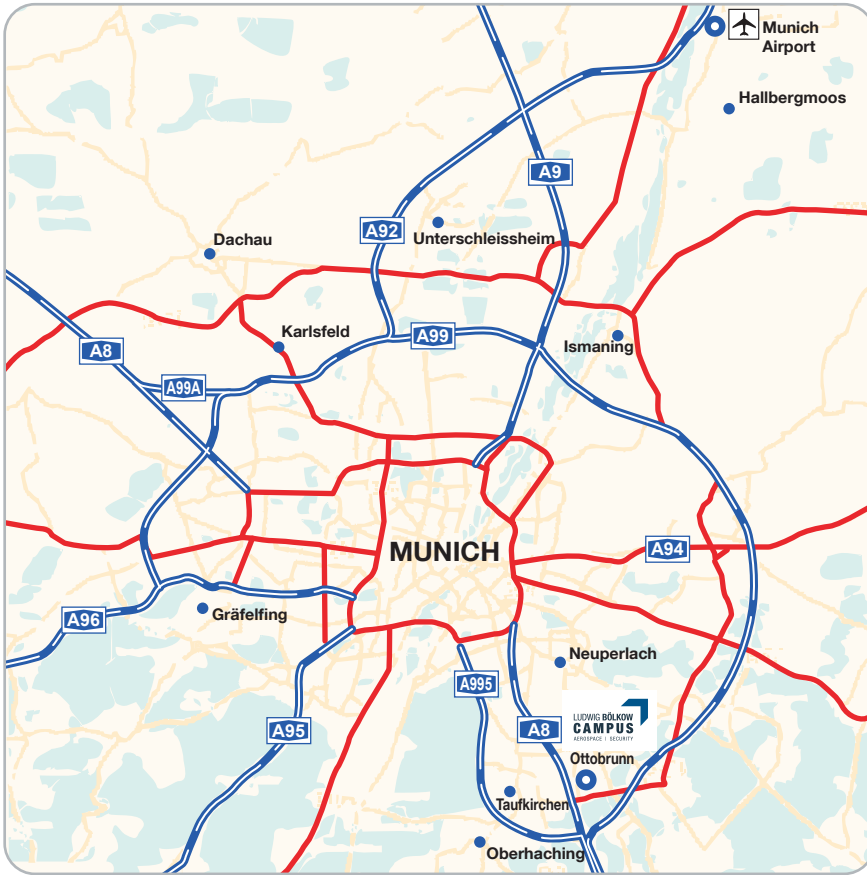 Munich
Airport
Hallbergmoos
A9
A92
Unterschleissheim
Dachau
Karlsfeld
A99
Ismaning
A8
A99A
MUNICH
A94
A96
Gräfelfing
Neuperlach
A995
LUDWIG BÖLKOW
CAMPUS
AEROSPACE | SECURITY
A95
A8
Ottobrunn
Taufkirchen
Oberhaching